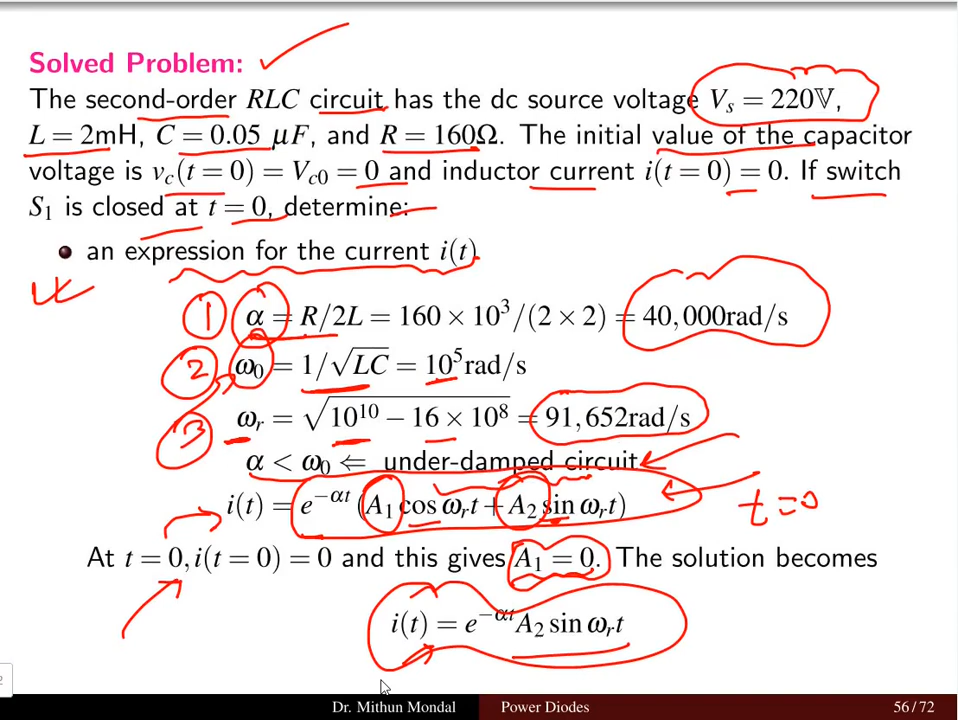 Solved Problem:
The second-order RLC circuit has the dc source voltage Vs = 220V,
L = 2mH, C = 0.05 μF, and R = 160Ω. The initial value of the capacitor
voltage is vc(t = 0) = Vc0 = 0 and inductor current i(t = 0) = 0. If switch
S1 is closed at t = 0, determine:
an expression for the current i(t).
1 α = R/2L = 160 × 10³/(2 × 2) = 40,000rad/s
2 ω0 = 1/√LC = 10⁵rad/s
3 ωr = √10¹⁰ − 16 × 10⁸ = 91,652rad/s
α < ω0 ⇐ under-damped circuit
i(t) = e^−αt (A1 cos ωrt + A2 sin ωrt) t=0
At t = 0, i(t = 0) = 0 and this gives A1 = 0. The solution becomes
i(t) = e^−αt A2 sin ωrt
2
Dr. Mithun Mondal Power Diodes 56 / 72